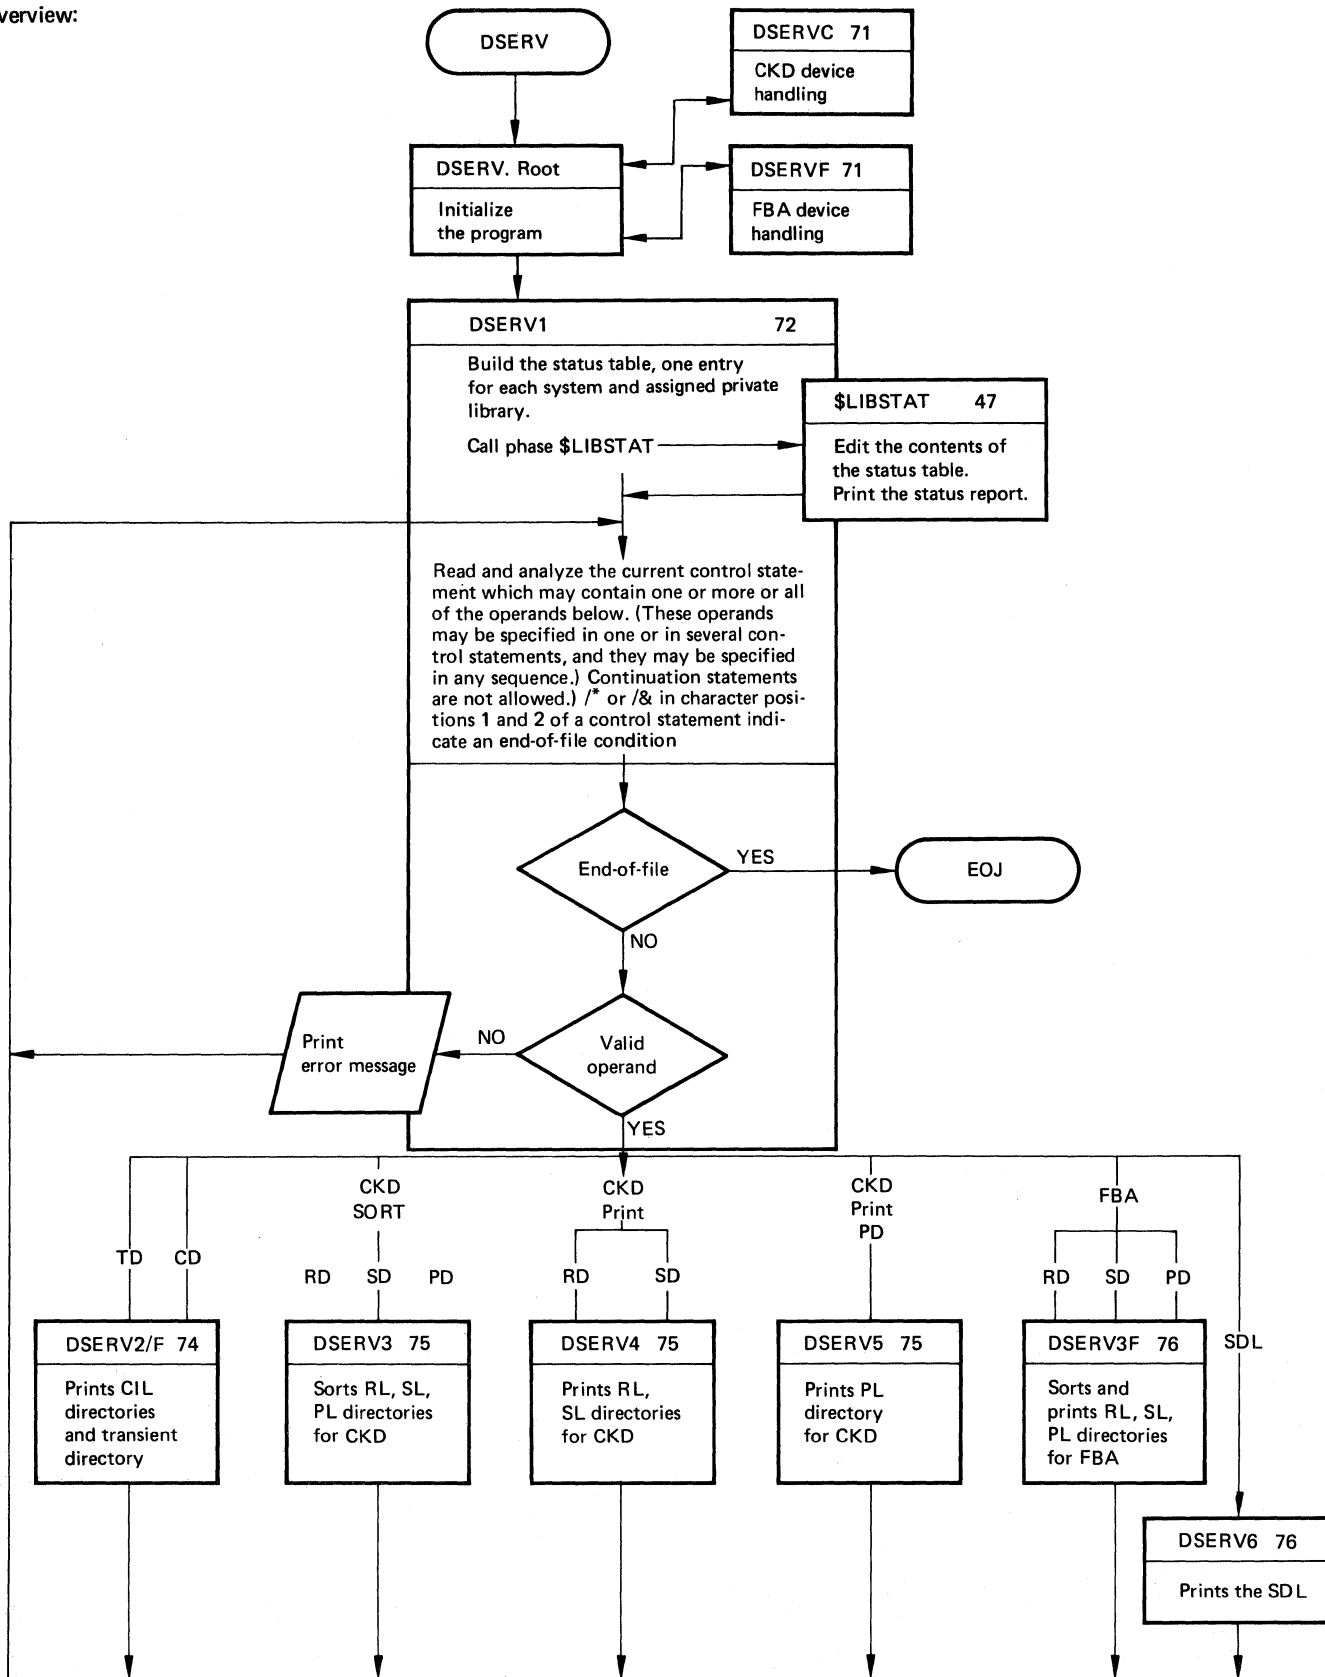 verview:
DSERV
DSERVC 71
CKD device
handling
DSERV. Root
Initialize
the program
DSERVF 71
FBA device
handling
DSERV1 72
Build the status table, one entry
for each system and assigned private
library.
Call phase $LIBSTAT
$LIBSTAT 47
Edit the contents of
the status table.
Print the status report.
Read and analyze the current control state-
ment which may contain one or more or all
of the operands below. (These operands
may be specified in one or in several con-
trol statements, and they may be specified
in any sequence.) Continuation statements
are not allowed.) /* or /& in character posi-
tions 1 and 2 of a control statement indi-
cate an end-of-file condition
End-of-file
YES
EOJ
NO
Valid
operand
NO
Print
error message
YES
TD
CD
CKD
SORT
RD SD PD
CKD
Print
RD
SD
CKD
Print
PD
FBA
RD
SD
PD
SDL
DSERV2/F 74
Prints CIL
directories
and transient
directory
DSERV3 75
Sorts RL, SL,
PL directories
for CKD
DSERV4 75
Prints RL,
SL directories
for CKD
DSERV5 75
Prints PL
directory
for CKD
DSERV3F 76
Sorts and
prints RL, SL,
PL directories
for FBA
DSERV6 76
Prints the SDL